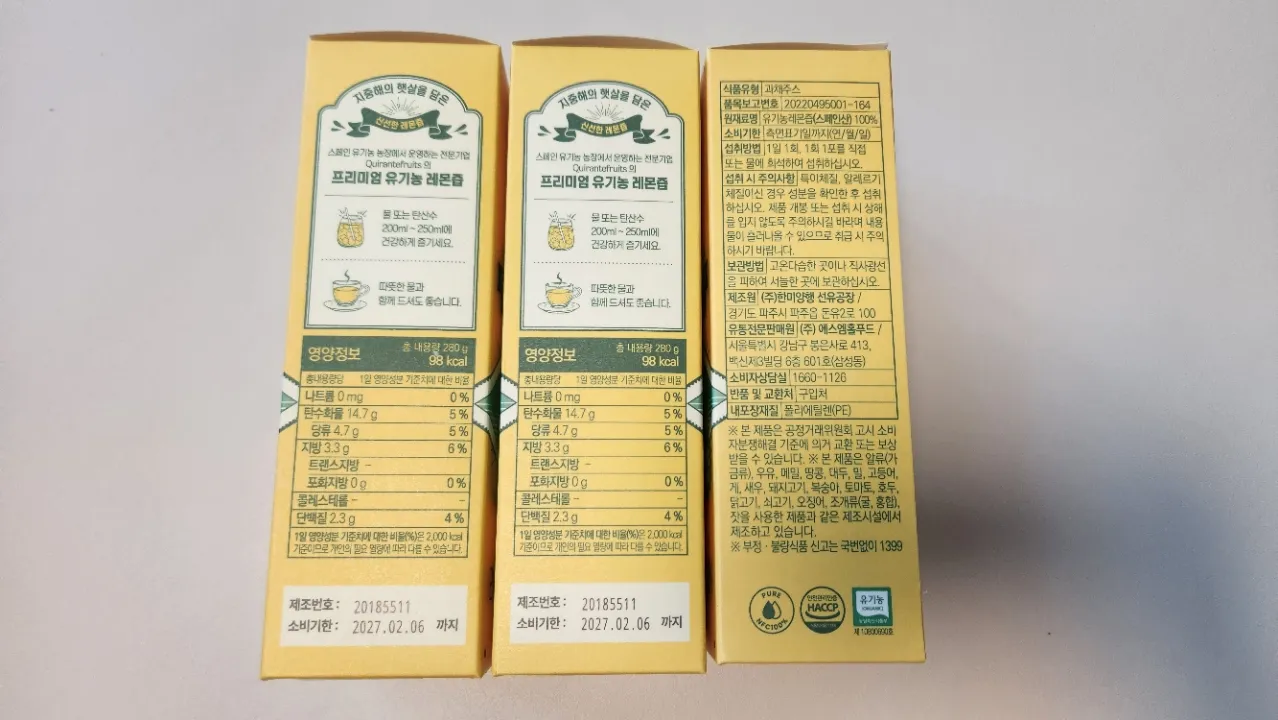 지중해의 햇살을 담은
신선한 레몬즙
스페인 유기농 농장에서 운영하는 전문기업
Quirantefruits 의
프리미엄 유기농 레몬즙
물 또는 탄산수
200ml ~ 250ml에
건강하게 즐기세요.
따뜻한 물과
함께 드셔도 좋습니다.
영양정보
총 내용량 280 g
98 kcal
총내용량당 1일 영양성분 기준치에 대한 비율
나트륨 0 mg 0 %
탄수화물 14.7 g 5 %
당류 4.7 g 5 %
지방 3.3 g 6 %
트랜스지방 -
포화지방 0 g 0 %
콜레스테롤 - -
단백질 2.3 g 4 %
1일 영양성분 기준치에 대한 비율(%)은 2,000 kcal
기준이므로 개인의 필요 열량에 따라 다를 수 있습니다.
제조번호 : 20185511
소비기한 : 2027.02.06 까지
지중해의 햇살을 담은
신선한 레몬즙
스페인 유기농 농장에서 운영하는 전문기업
Quirantefruits 의
프리미엄 유기농 레몬즙
물 또는 탄산수
200ml ~ 250ml에
건강하게 즐기세요.
따뜻한 물과
함께 드셔도 좋습니다.
영양정보
총 내용량 280 g
98 kcal
총내용량당 1일 영양성분 기준치에 대한 비율
나트륨 0 mg 0 %
탄수화물 14.7 g 5 %
당류 4.7 g 5 %
지방 3.3 g 6 %
트랜스지방 -
포화지방 0 g 0 %
콜레스테롤 - -
단백질 2.3 g 4 %
1일 영양성분 기준치에 대한 비율(%)은 2,000 kcal
기준이므로 개인의 필요 열량에 따라 다를 수 있습니다.
제조번호 : 20185511
소비기한 : 2027.02.06 까지
식품유형 과채주스
품목보고번호 20220495001-164
원재료명 유기농레몬즙(스페인산) 100%
소비기한 측면표기일까지(연/월/일)
섭취방법 1일 1회, 1회 1포를 직접
또는 물에 희석하여 섭취하십시오.
섭취 시 주의사항 특이체질, 알레르기
체질이신 경우 성분을 확인한 후 섭취
하십시오. 제품 개봉 또는 섭취 시 상해
를 입지 않도록 주의하시길 바라며 내용
물이 흘러나올 수 있으므로 취급 시 주의
하시기 바랍니다.
보관방법 고온다습한 곳이나 직사광선
을 피하여 서늘한 곳에 보관하십시오.
제조원 (주)한미양행 선유공장 /
경기도 파주시 파주읍 돈유2로 100
유통전문판매원 (주) 에스엠홀푸드 /
서울특별시 강남구 봉은사로 413,
백신제3빌딩 6층 601호(삼성동)
소비자상담실 1660-1126
반품 및 교환처 구입처
내포장재질 폴리에틸렌(PE)
※ 본 제품은 공정거래위원회 고시 소비
자분쟁해결 기준에 의거 교환 또는 보상
받을 수 있습니다. ※ 본 제품은 알류(가
금류), 우유, 메밀, 땅콩, 대두, 밀, 고등어,
게, 새우, 돼지고기, 복숭아, 토마토, 호두,
닭고기, 쇠고기, 오징어, 조개류(굴, 홍합),
잣을 사용한 제품과 같은 제조시설에서
제조하고 있습니다.
※ 부정 · 불량식품 신고는 국번없이 1399
PURE
NFC100%
안전관리인증
HACCP
유기농
(ORGANIC)